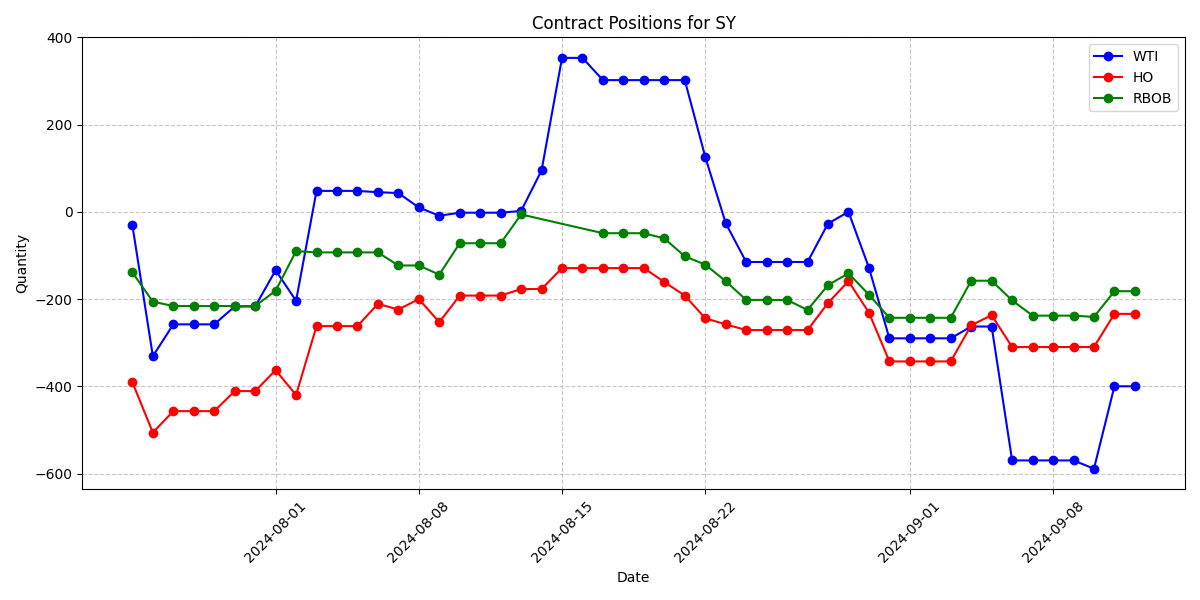 Contract Positions for SY
WTI
HO
RBOB
400
200
0
−200
−400
−600
Quantity
2024-08-01
2024-08-08
2024-08-15
2024-08-22
2024-09-01
2024-09-08
Date